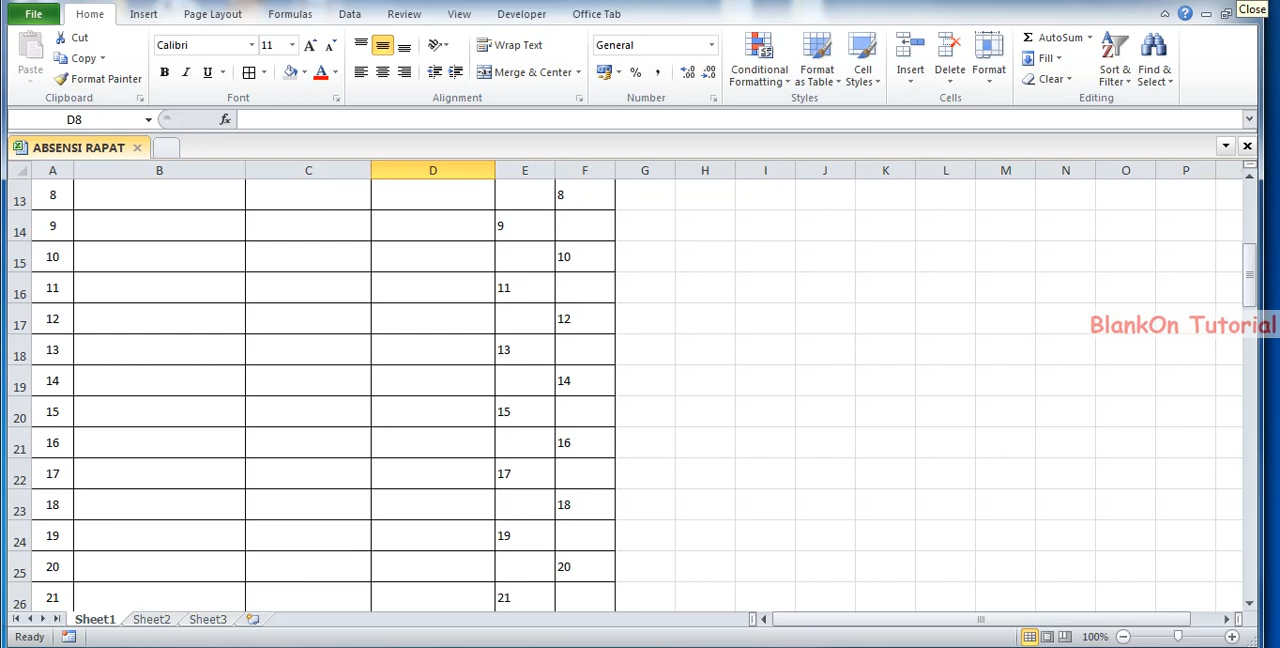 Close
File Home Insert Page Layout Formulas Data Review View Developer Office Tab
Paste
Cut
Copy
Format Painter
Clipboard
Calibri 11 A A
B I U A
Font
Wrap Text
Merge & Center
Alignment
General
% ,
Number
Conditional Formatting
Format as Table
Cell Styles
Styles
Insert Delete Format
Cells
Σ AutoSum
Fill
Clear
Sort & Filter
Find & Select
Editing
D8 fx
ABSENSI RAPAT
A B C D E F G H I J K L M N O P
13 8 8
14 9 9
15 10 10
16 11 11
17 12 12
18 13 13
19 14 14
20 15 15
21 16 16
22 17 17
23 18 18
24 19 19
25 20 20
26 21 21
BlankOn Tutorial
Sheet1 Sheet2 Sheet3
Ready 100%